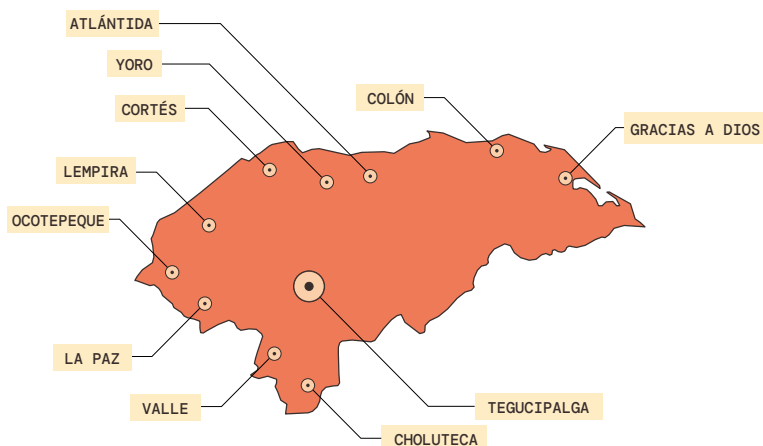 ATLÁNTIDA
YORO
COLÓN
CORTÉS
GRACIAS A DIOS
LEMPIRA
OCOTEPEQUE
LA PAZ
VALLE
TEGUCIPALGA
CHOLUTECA